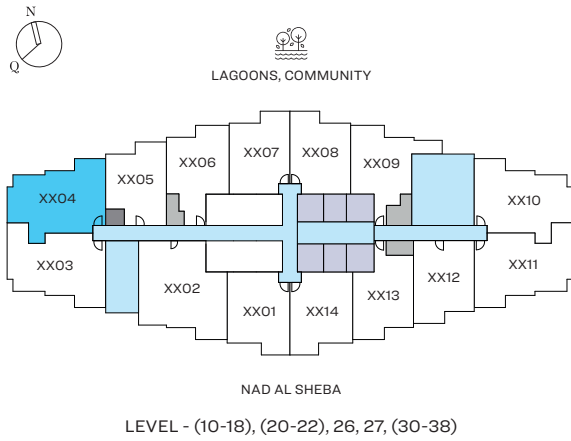 N
Q
LAGOONS, COMMUNITY
XX07
XX08
XX06
XX09
XX05
XX04
XX10
XX03
XX11
XX02
XX12
XX13
XX01
XX14
NAD AL SHEBA
LEVEL - (10-18), (20-22), 26, 27, (30-38)